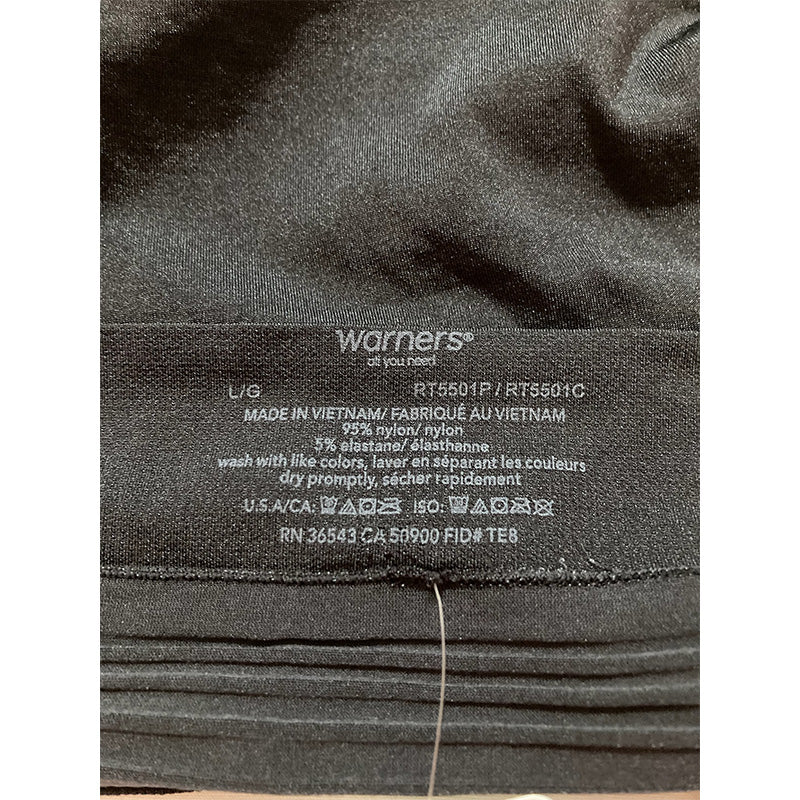 warners®
all you need
L/G RT5501P / RT5501C
MADE IN VIETNAM/ FABRIQUÉ AU VIETNAM
95% nylon/ nylon
5% elastane/ élasthanne
wash with like colors, laver en séparant les couleurs
dry promptly, sécher rapidement
U.S.A/CA: ISO:
RN 36543 CA 50900 FID# TE8